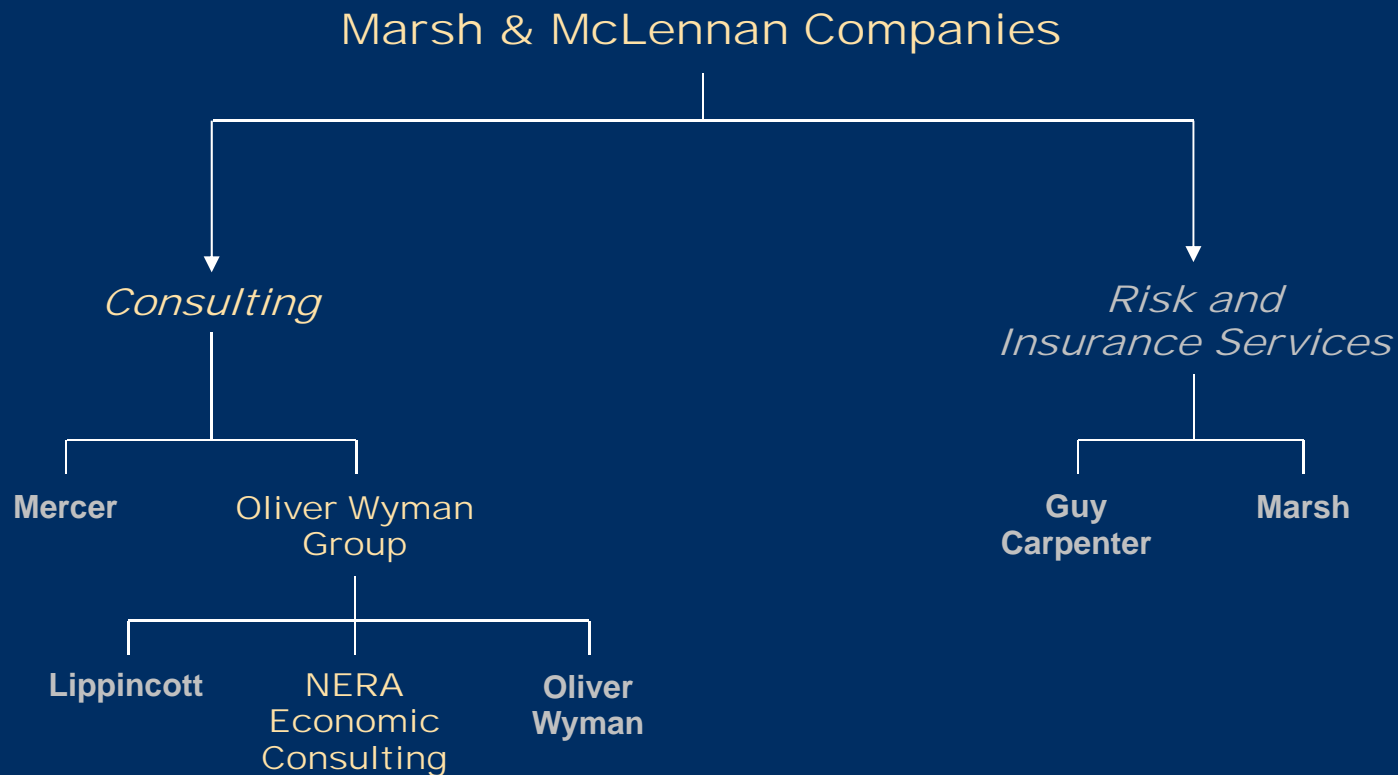 Marsh & McLennan Companies
Consulting
Risk and
Insurance Services
Mercer
Oliver Wyman
Group
Guy
Carpenter
Marsh
Lippincott
NERA
Economic
Consulting
Oliver
Wyman